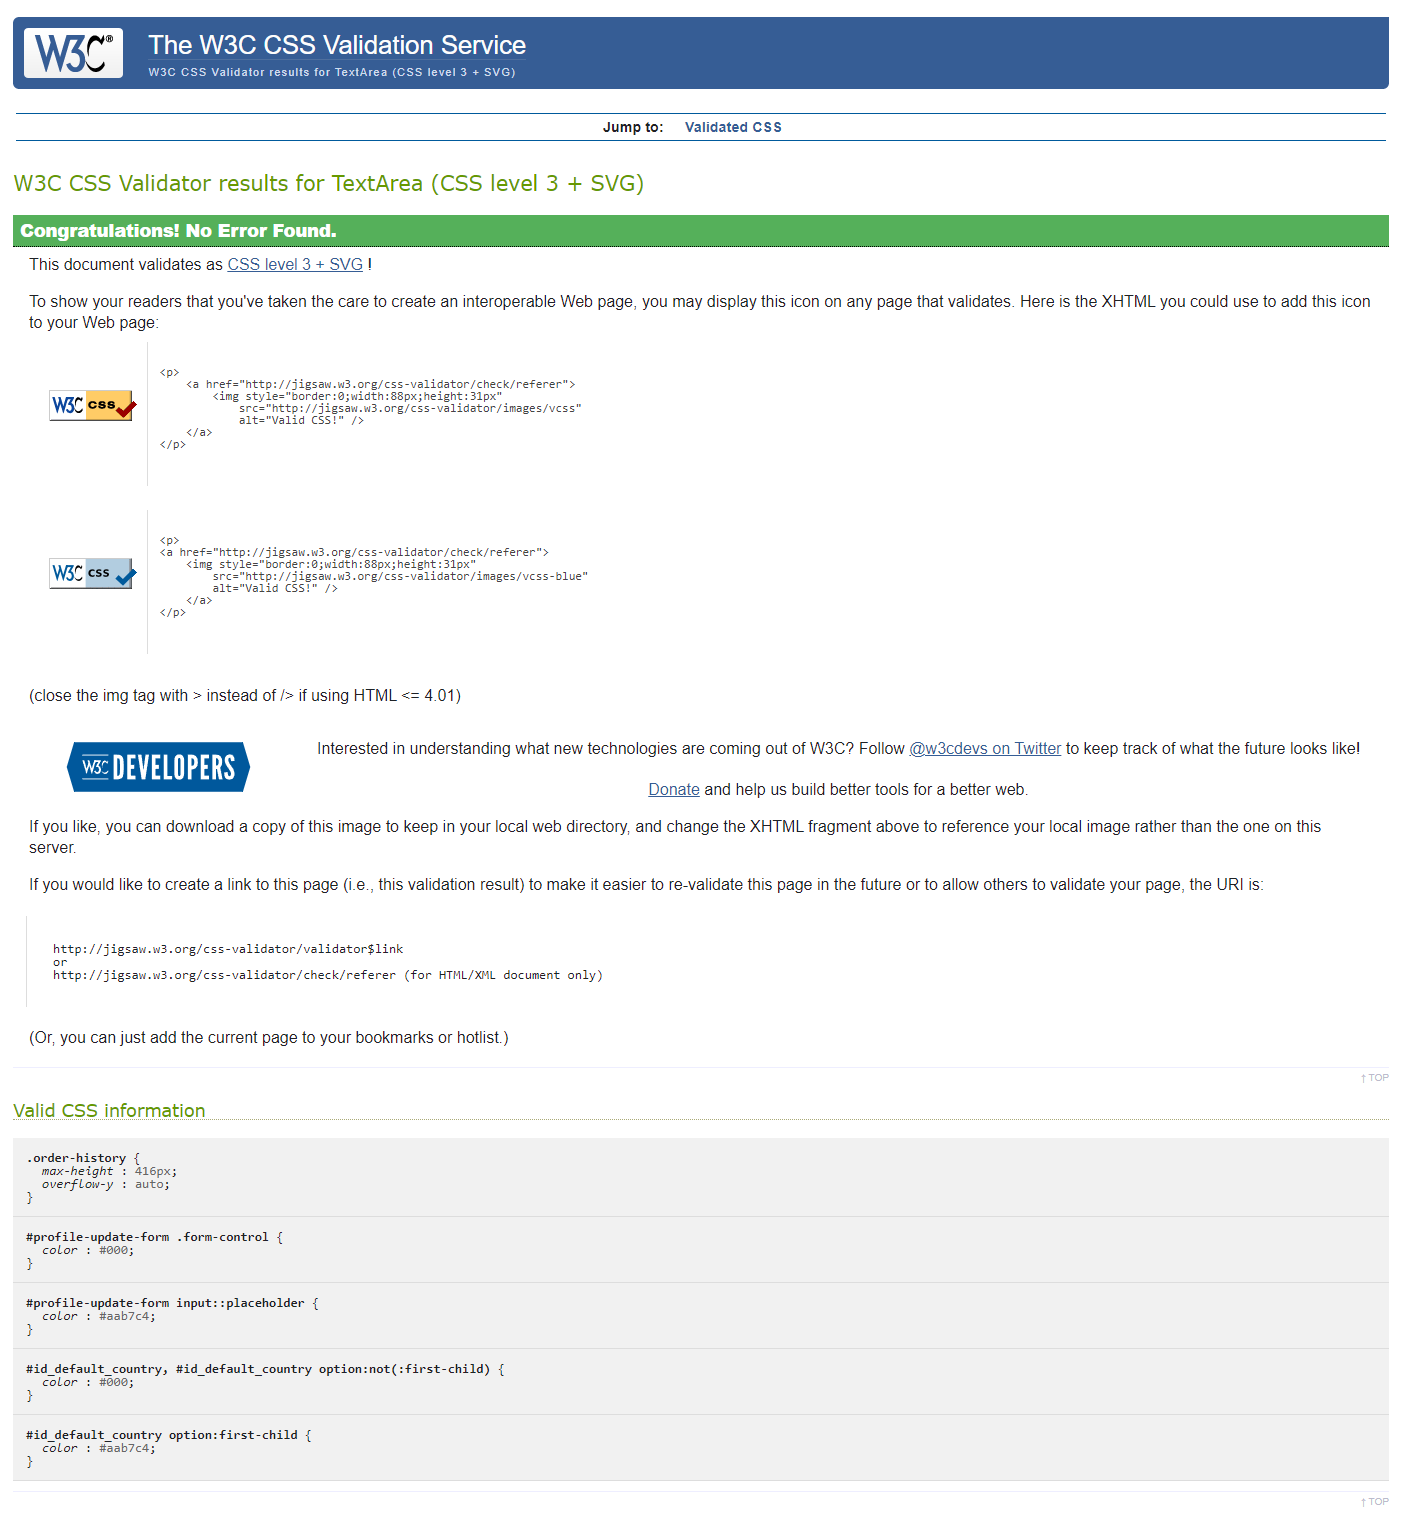 W3C®
The W3C CSS Validation Service
W3C CSS Validator results for TextArea (CSS level 3 + SVG)
Jump to: Validated CSS
W3C CSS Validator results for TextArea (CSS level 3 + SVG)
Congratulations! No Error Found.
This document validates as CSS level 3 + SVG !
To show your readers that you've taken the care to create an interoperable Web page, you may display this icon on any page that validates. Here is the XHTML you could use to add this icon
to your Web page:
W3C css
<p>
    <a href="http://jigsaw.w3.org/css-validator/check/referer">
        <img style="border:0;width:88px;height:31px"
            src="http://jigsaw.w3.org/css-validator/images/vcss"
            alt="Valid CSS!" />
    </a>
</p>
W3C css
<p>
<a href="http://jigsaw.w3.org/css-validator/check/referer">
    <img style="border:0;width:88px;height:31px"
        src="http://jigsaw.w3.org/css-validator/images/vcss-blue"
        alt="Valid CSS!" />
    </a>
</p>
(close the img tag with > instead of /> if using HTML <= 4.01)
W3C DEVELOPERS
Interested in understanding what new technologies are coming out of W3C? Follow @w3cdevs on Twitter to keep track of what the future looks like!
Donate and help us build better tools for a better web.
If you like, you can download a copy of this image to keep in your local web directory, and change the XHTML fragment above to reference your local image rather than the one on this
server.
If you would like to create a link to this page (i.e., this validation result) to make it easier to re-validate this page in the future or to allow others to validate your page, the URI is:
http://jigsaw.w3.org/css-validator/validator$link
or
http://jigsaw.w3.org/css-validator/check/referer (for HTML/XML document only)
(Or, you can just add the current page to your bookmarks or hotlist.)
↑ TOP
Valid CSS information
.order-history {
  max-height : 416px;
  overflow-y : auto;
}
#profile-update-form .form-control {
  color : #000;
}
#profile-update-form input::placeholder {
  color : #aab7c4;
}
#id_default_country, #id_default_country option:not(:first-child) {
  color : #000;
}
#id_default_country option:first-child {
  color : #aab7c4;
}
↑ TOP